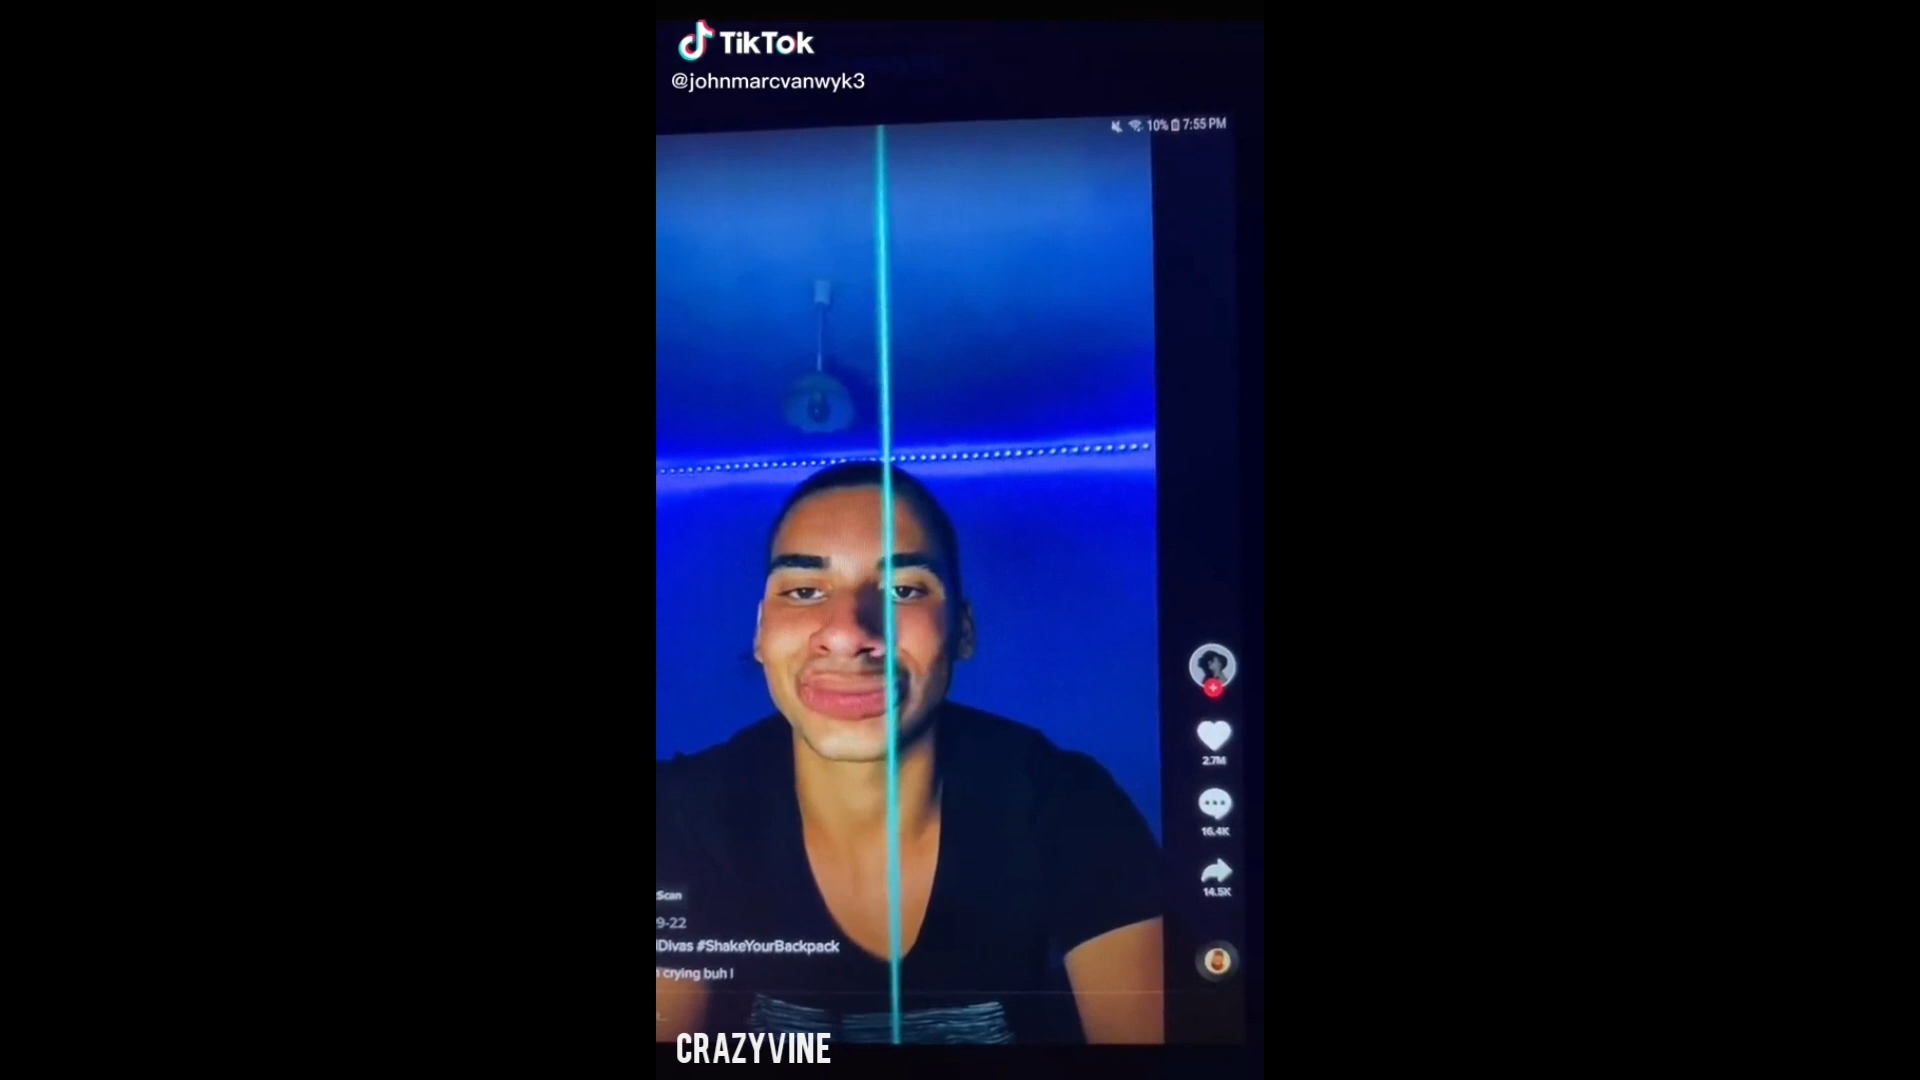 TikTok
@johnmarcvanwyk3
10% 7:55 PM
2.7M
16.4K
14.5K
Scan
9-22
Divas #ShakeYourBackpack
crying buh I
CRAZYVINE